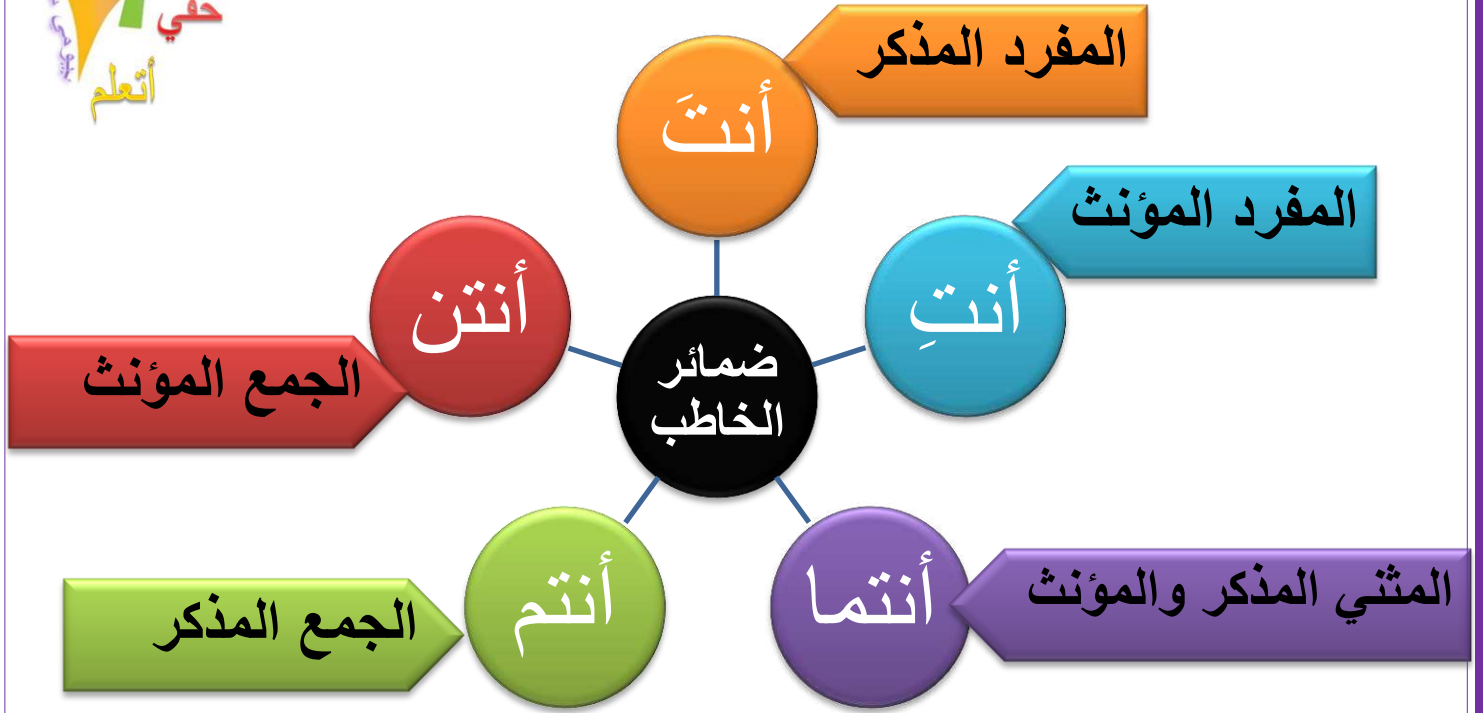 حقي
أتعلم
المفرد المذكر
أنتَ
المفرد المؤنث
أنتِ
أنتن
الجمع المؤنث
ضمائر
الخاطب
أنتما
المثني المذكر والمؤنث
أنتم
الجمع المذكر